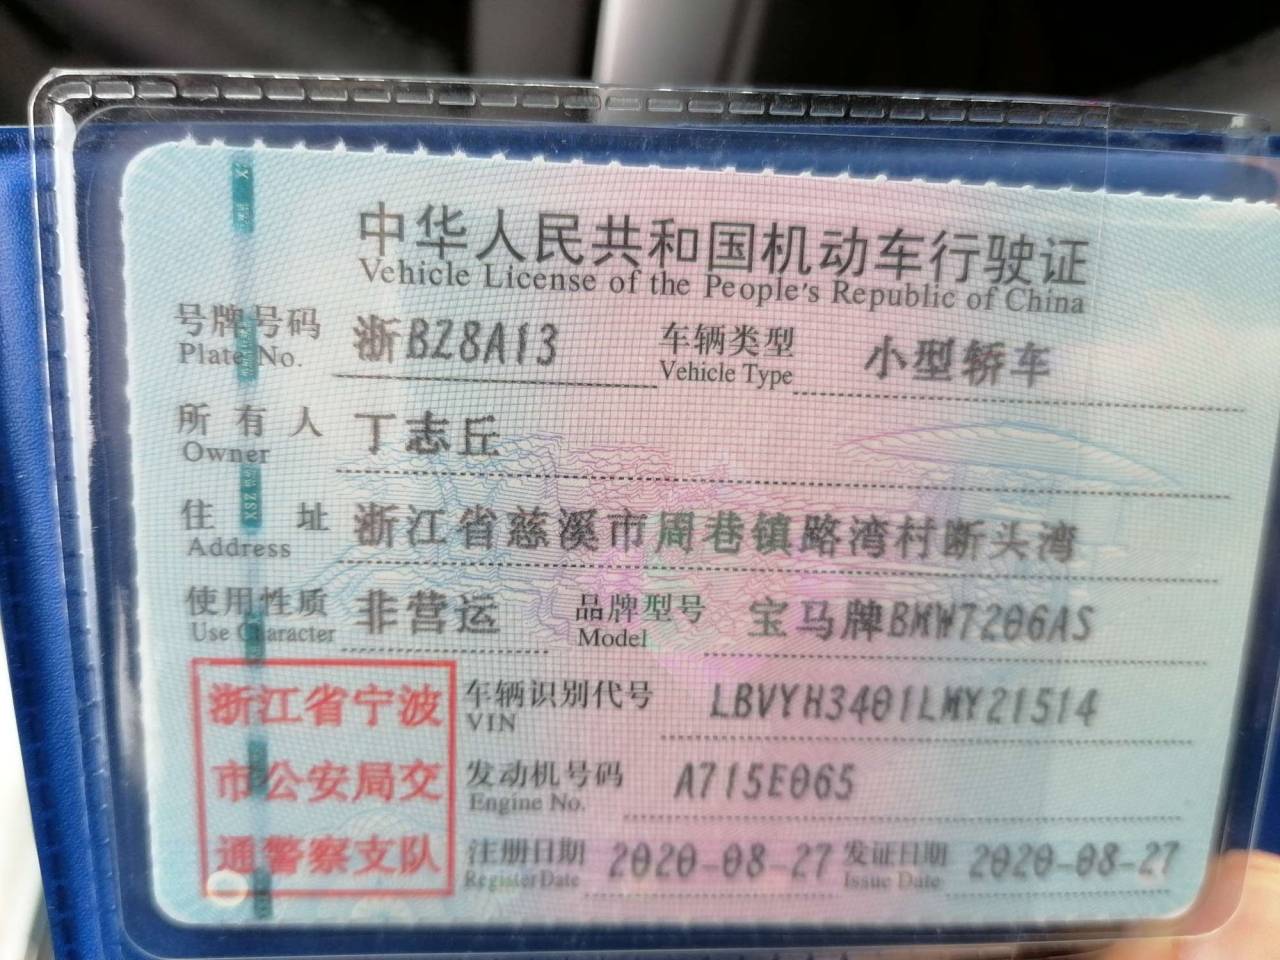 中华人民共和国机动车行驶证
Vehicle License of the People's Republic of China
号牌号码 浙BZ8A13 车辆类型 小型轿车
Plate No. Vehicle Type
所有人 丁志丘
Owner
住址 浙江省慈溪市周巷镇路湾村断头湾
Address
使用性质 非营运 品牌型号 宝马牌BMW7206AS
Use Character Model
浙江省宁波
市公安局交
通警察支队
车辆识别代号 LBVYH3401LMY21514
VIN
发动机号码 A715E065
Engine No.
注册日期 2020-08-27 发证日期 2020-08-27
Register Date Issue Date
XSZ